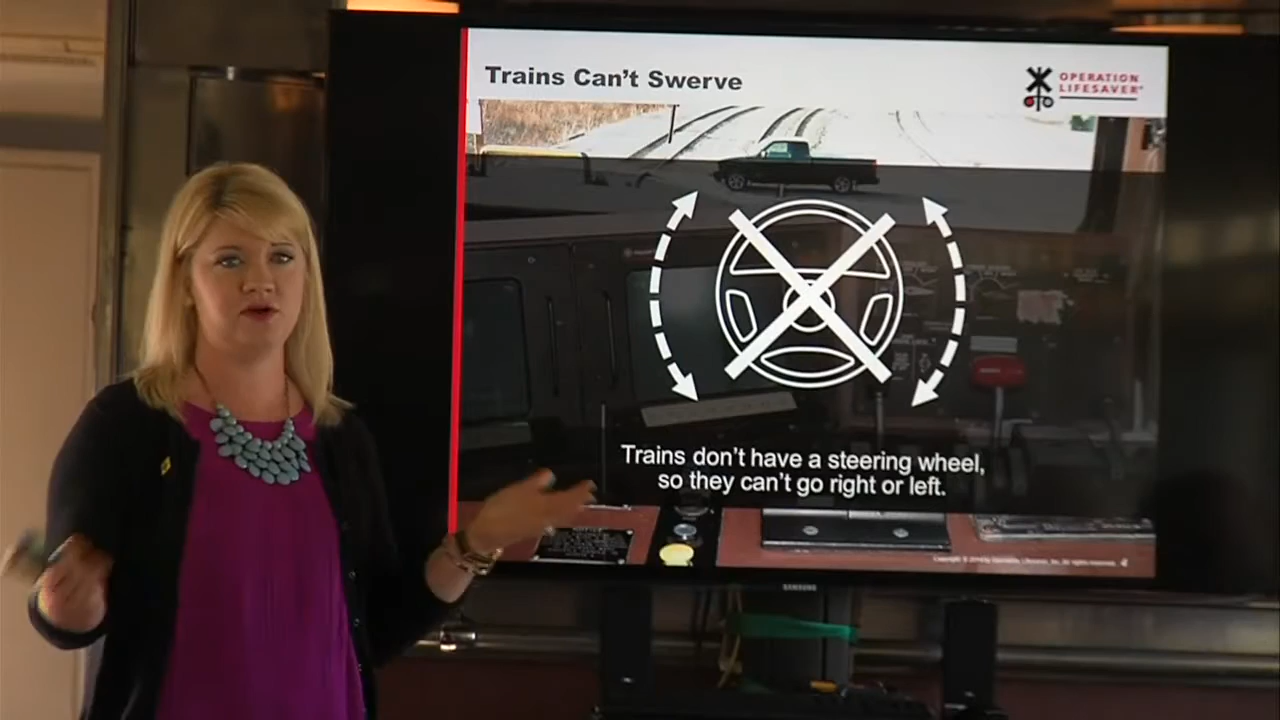 Trains Can't Swerve
OPERATION
LIFESAVER
Trains don't have a steering wheel,
so they can't go right or left.
SAMSUNG